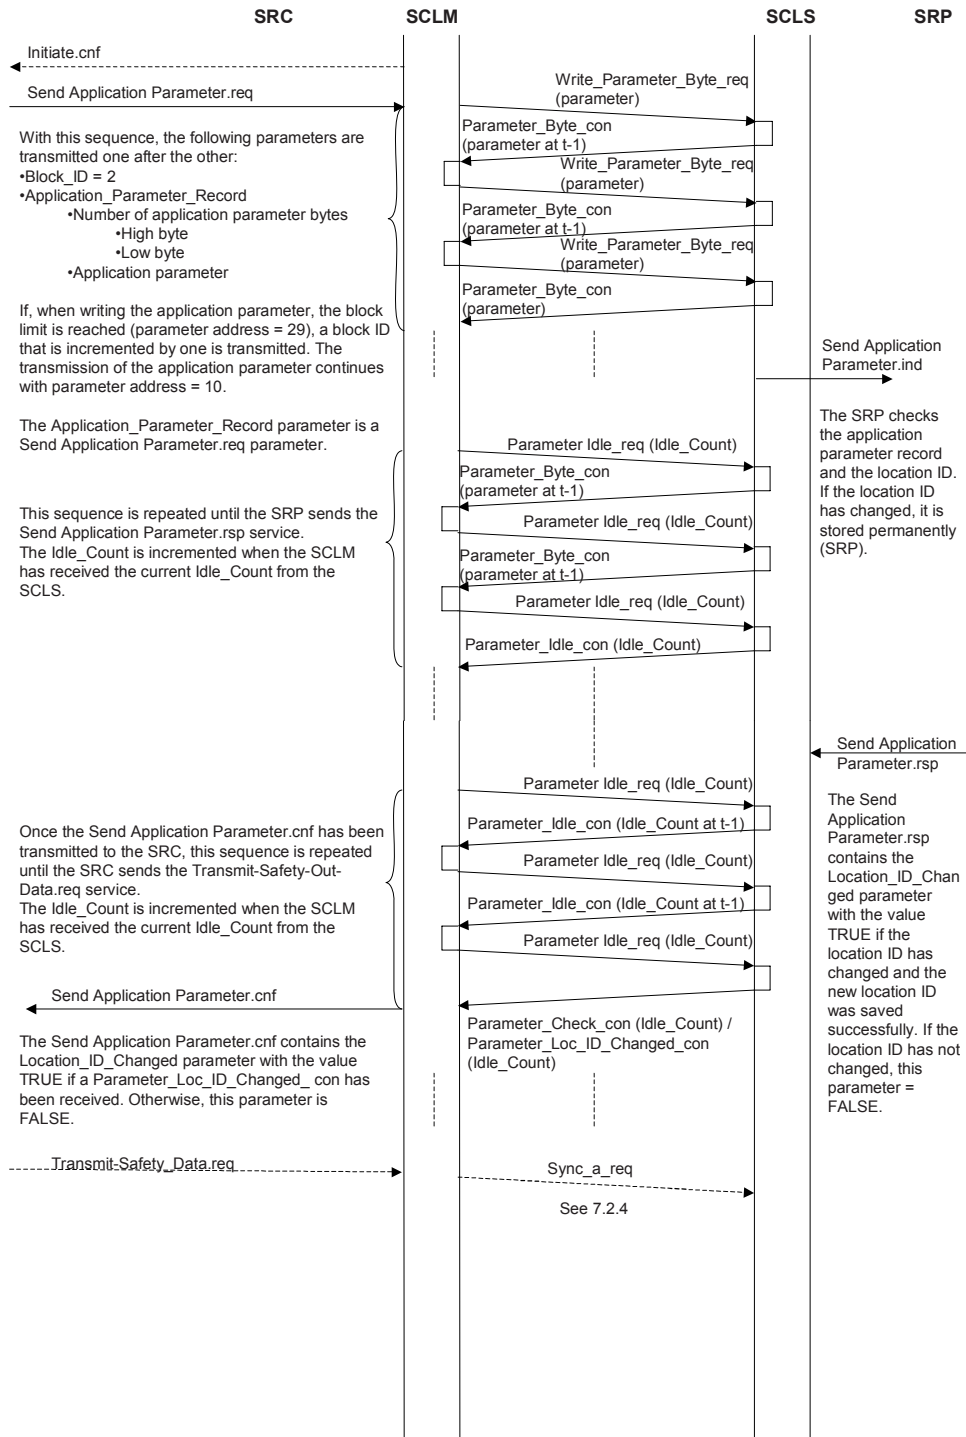 SRC SCLM SCLS SRP
Initiate.cnf
Send Application Parameter.req
Write_Parameter_Byte_req
(parameter)
Parameter_Byte_con
(parameter at t-1)
Write_Parameter_Byte_req
(parameter)
Parameter_Byte_con
(parameter at t-1)
Write_Parameter_Byte_req
(parameter)
Parameter_Byte_con
(parameter)
With this sequence, the following parameters are
transmitted one after the other:
•Block_ID = 2
•Application_Parameter_Record
•Number of application parameter bytes
•High byte
•Low byte
•Application parameter
If, when writing the application parameter, the block
limit is reached (parameter address = 29), a block ID
that is incremented by one is transmitted. The
transmission of the application parameter continues
with parameter address = 10.
The Application_Parameter_Record parameter is a
Send Application Parameter.req parameter.
Send Application
Parameter.ind
The SRP checks
the application
parameter record
and the location ID.
If the location ID
has changed, it is
stored permanently
(SRP).
Parameter Idle_req (Idle_Count)
Parameter_Byte_con
(parameter at t-1)
Parameter Idle_req (Idle_Count)
Parameter_Byte_con
(parameter at t-1)
Parameter Idle_req (Idle_Count)
Parameter_Idle_con (Idle_Count)
This sequence is repeated until the SRP sends the
Send Application Parameter.rsp service.
The Idle_Count is incremented when the SCLM
has received the current Idle_Count from the
SCLS.
Send Application
Parameter.rsp
The Send
Application
Parameter.rsp
contains the
Location_ID_Chan
ged parameter
with the value
TRUE if the
location ID has
changed and the
new location ID
was saved
successfully. If the
location ID has not
changed, this
parameter =
FALSE.
Parameter Idle_req (Idle_Count)
Parameter_Idle_con (Idle_Count at t-1)
Parameter Idle_req (Idle_Count)
Parameter_Idle_con (Idle_Count at t-1)
Parameter Idle_req (Idle_Count)
Parameter_Check_con (Idle_Count) /
Parameter_Loc_ID_Changed_con
(Idle_Count)
Once the Send Application Parameter.cnf has been
transmitted to the SRC, this sequence is repeated
until the SRC sends the Transmit-Safety-Out-
Data.req service.
The Idle_Count is incremented when the SCLM
has received the current Idle_Count from the
SCLS.
Send Application Parameter.cnf
The Send Application Parameter.cnf contains the
Location_ID_Changed parameter with the value
TRUE if a Parameter_Loc_ID_Changed_ con has
been received. Otherwise, this parameter is
FALSE.
Transmit-Safety_Data.req
Sync_a_req
See 7.2.4